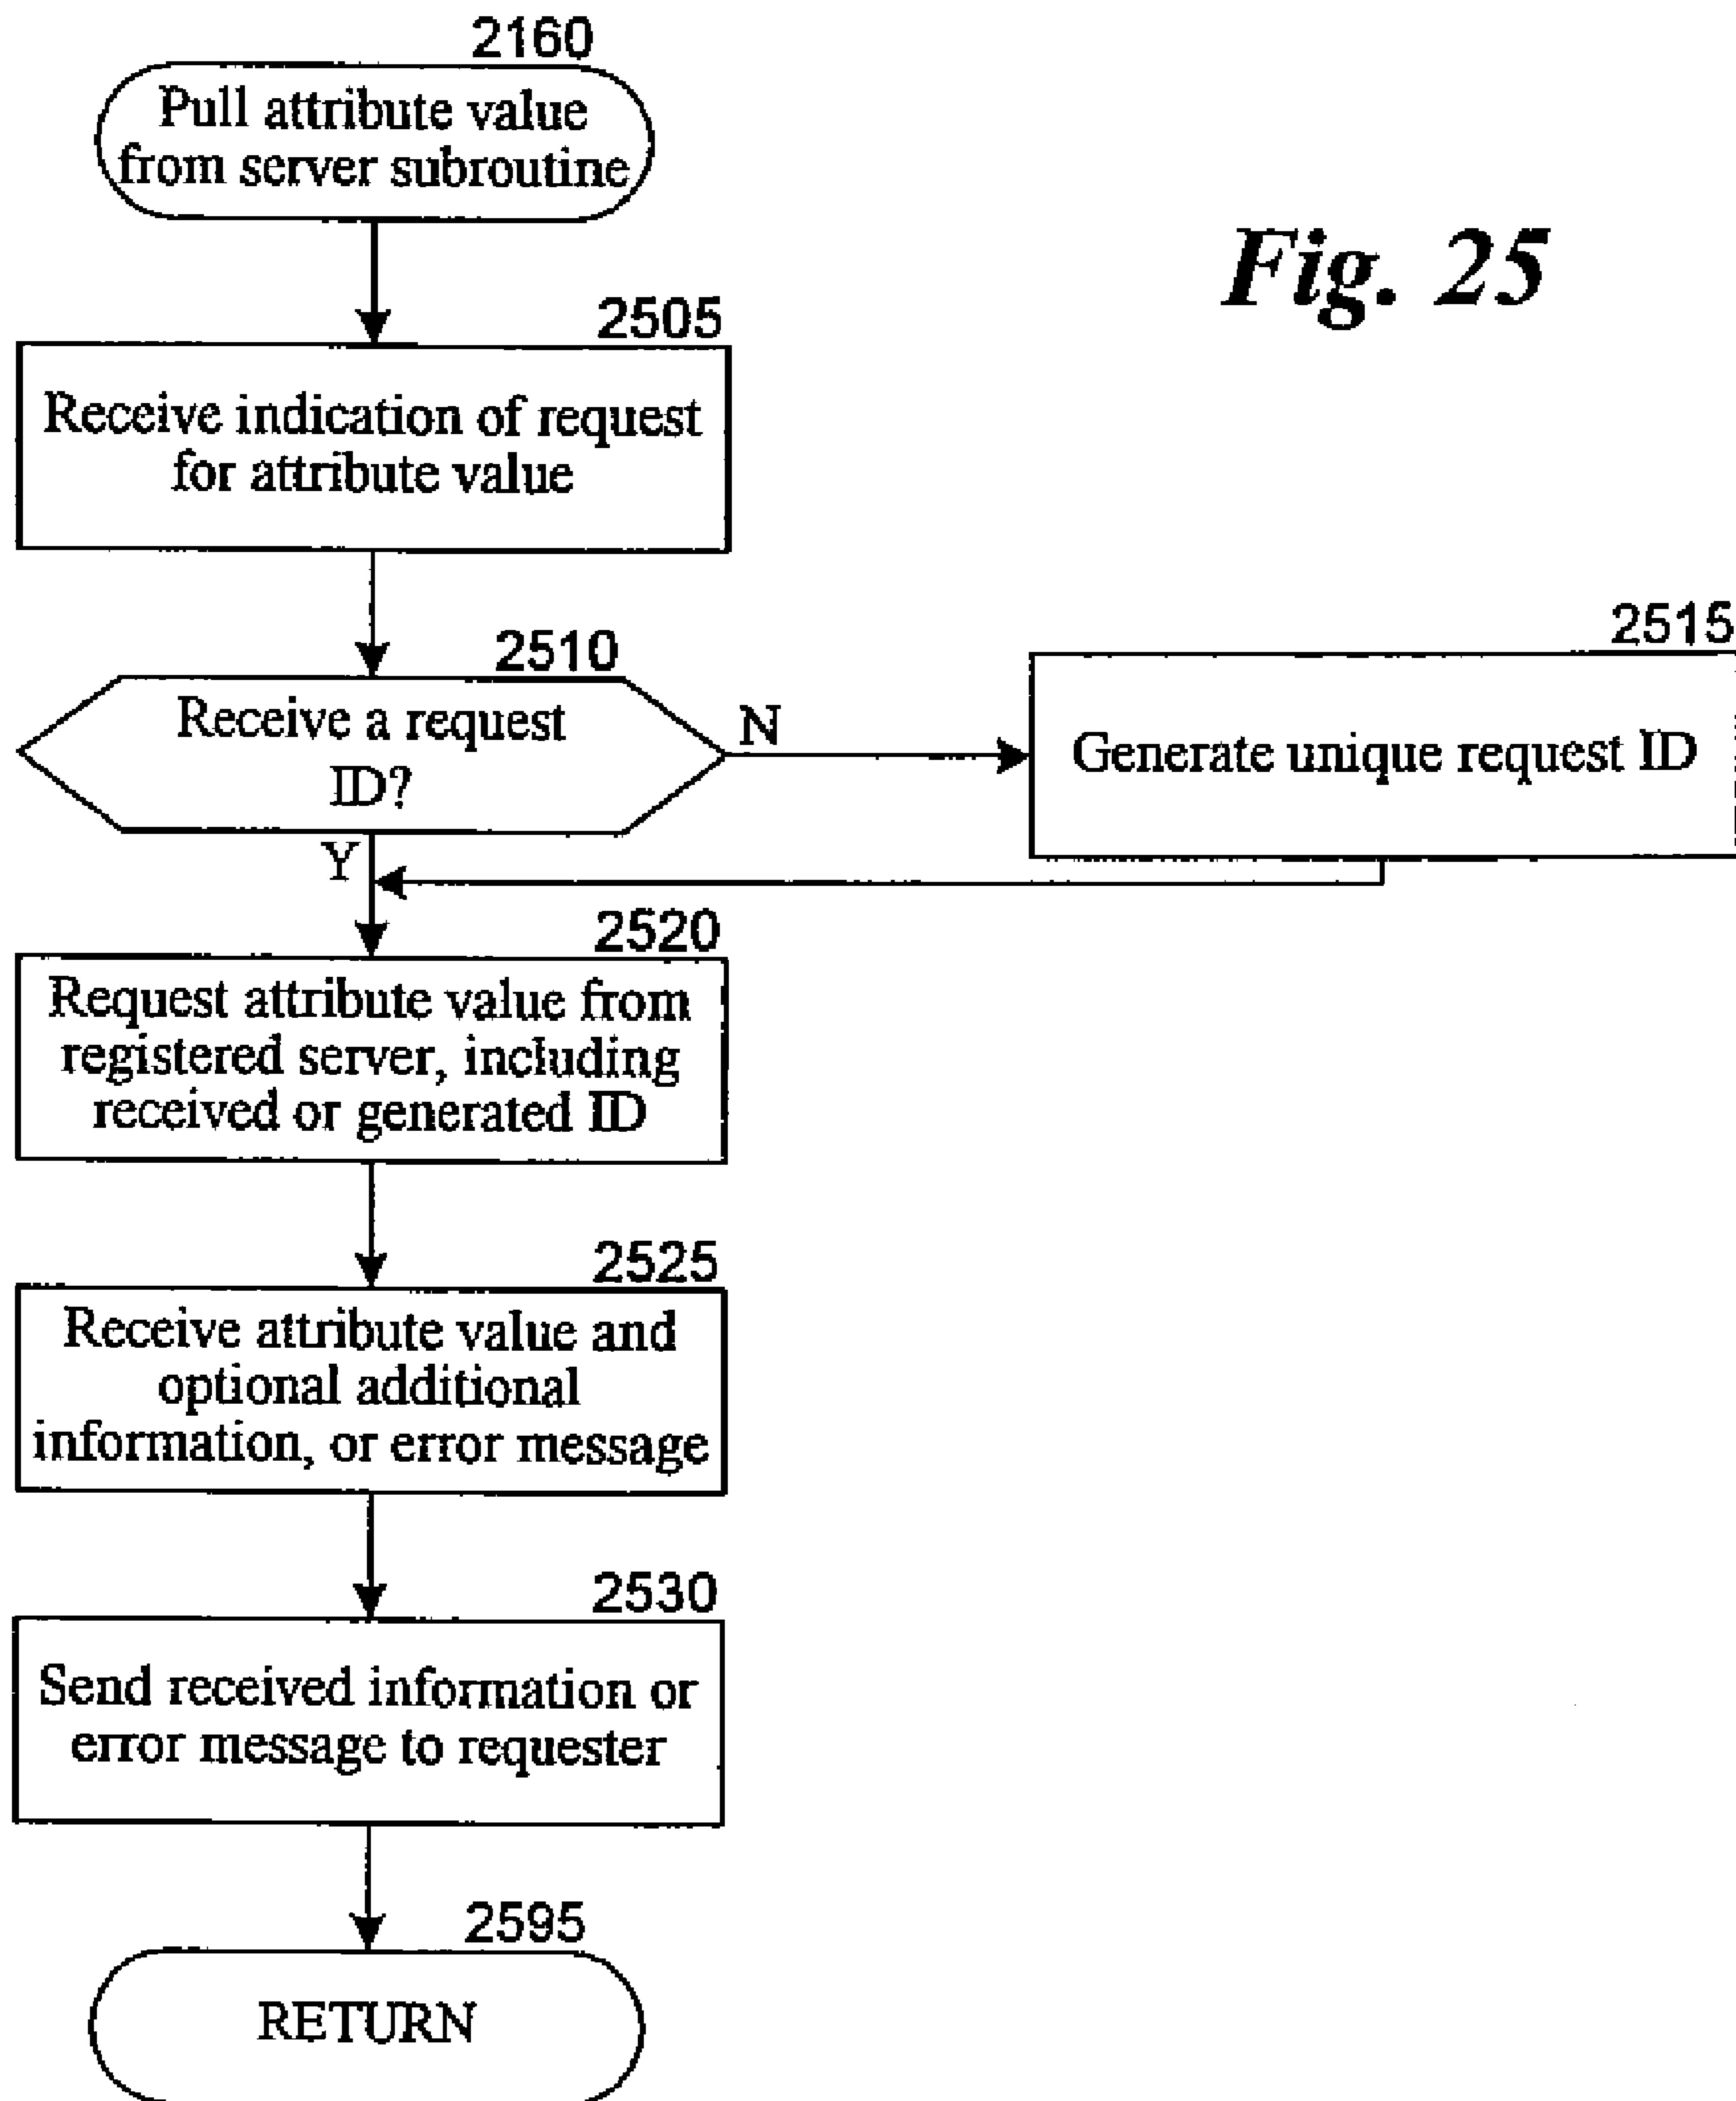 2160
Pull attribute value
from server subroutine
Fig. 25
2505
Receive indication of request
for attribute value
2510
Receive a request
ID?
N
2515
Generate unique request ID
Y
2520
Request attribute value from
registered server, including
received or generated ID
2525
Receive attribute value and
optional additional
information, or error message
2530
Send received information or
error message to requester
2595
RETURN